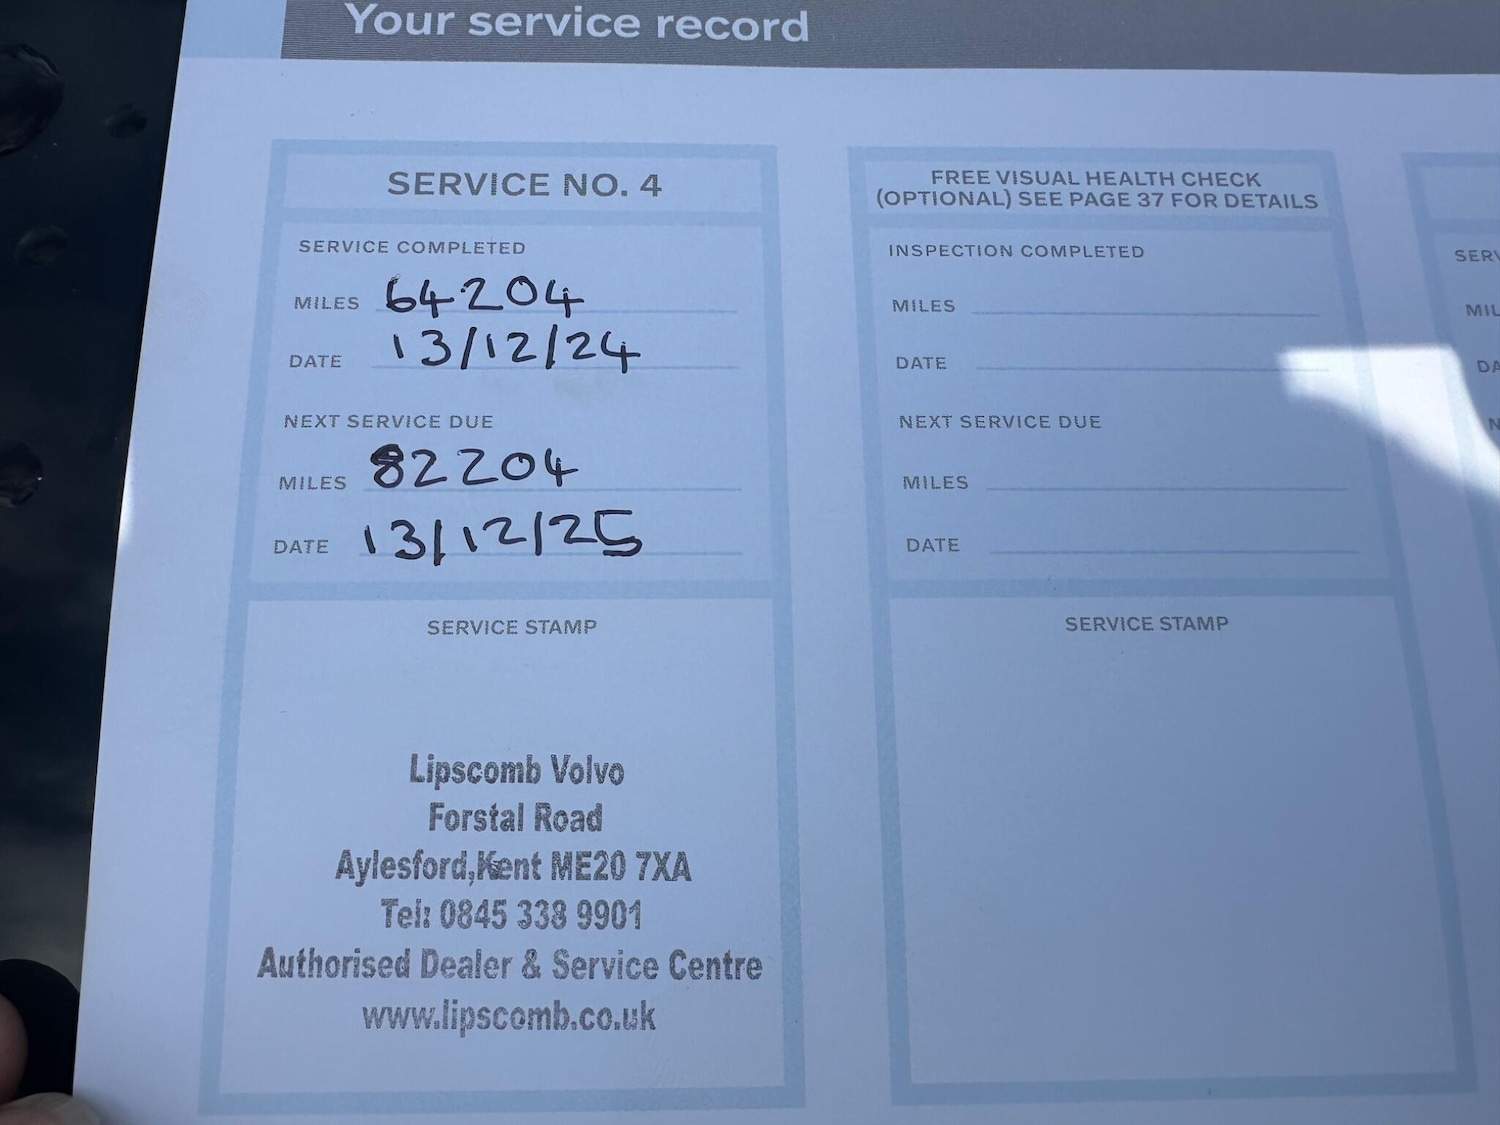 Your service record
SERVICE NO. 4
SERVICE COMPLETED
MILES 64204
DATE 13/12/24
NEXT SERVICE DUE
MILES 82204
DATE 13/12/25
SERVICE STAMP
Lipscomb Volvo
Forstal Road
Aylesford,Kent ME20 7XA
Tel: 0845 338 9901
Authorised Dealer & Service Centre
www.lipscomb.co.uk
FREE VISUAL HEALTH CHECK
(OPTIONAL) SEE PAGE 37 FOR DETAILS
INSPECTION COMPLETED
MILES
DATE
NEXT SERVICE DUE
MILES
DATE
SERVICE STAMP